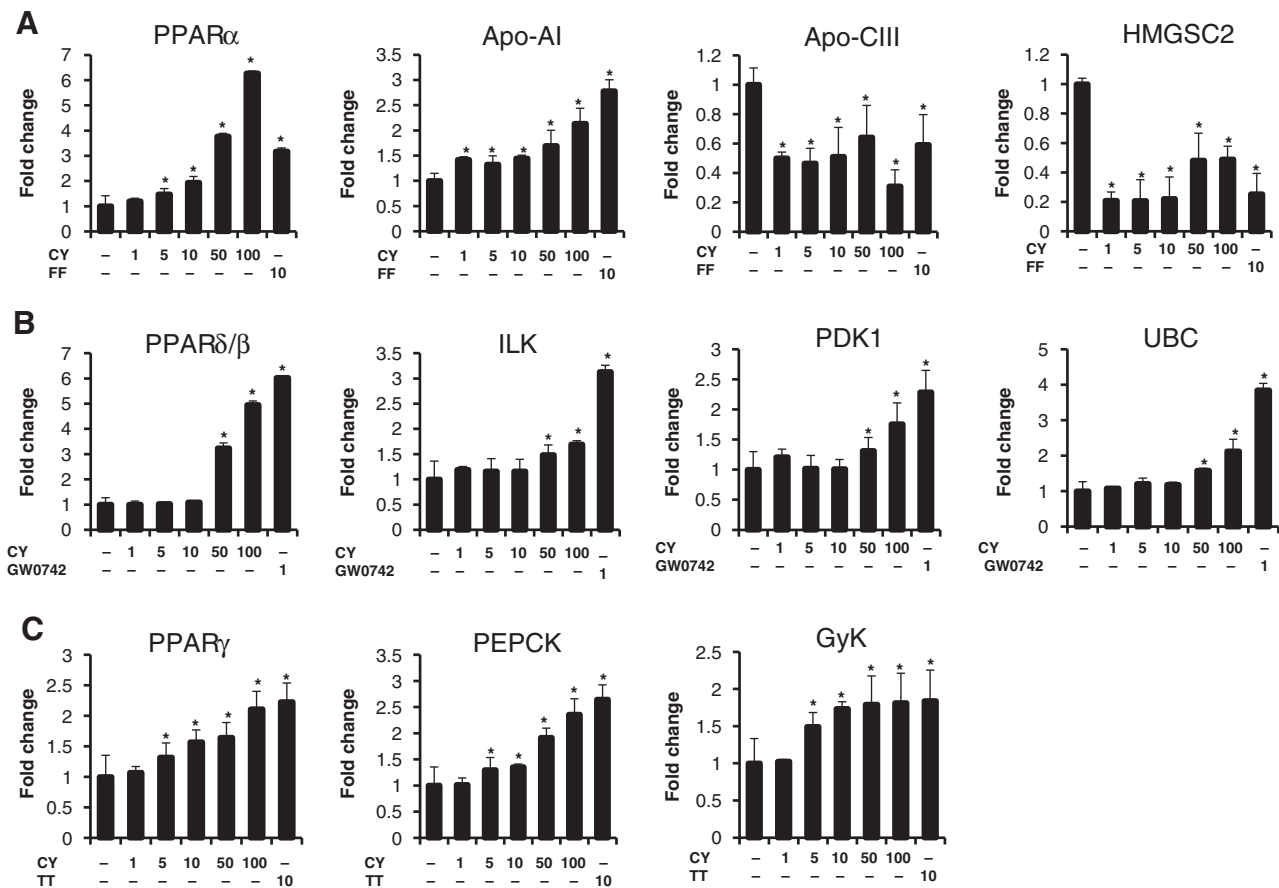 A
PPARα
Fold change
7
6
5
4
3
2
1
0
* * * * *
CY – 1 5 10 50 100 –
FF – – – – – – 10
Apo-AI
Fold change
3.5
3
2.5
2
1.5
1
0.5
0
* * * * * *
CY – 1 5 10 50 100 –
FF – – – – – – 10
Apo-CIII
Fold change
1.2
1
0.8
0.6
0.4
0.2
0
* * * * * *
CY – 1 5 10 50 100 –
FF – – – – – – 10
HMGSC2
Fold change
1.2
1
0.8
0.6
0.4
0.2
0
* * * * * *
CY – 1 5 10 50 100 –
FF – – – – – – 10
B
PPARδ/β
Fold change
7
6
5
4
3
2
1
0
* * *
CY – 1 5 10 50 100 –
GW0742 – – – – – – 1
ILK
Fold change
3.5
3
2.5
2
1.5
1
0.5
0
* * *
CY – 1 5 10 50 100 –
– – – – – – 1
PDK1
Fold change
3
2.5
2
1.5
1
0.5
0
* * *
CY – 1 5 10 50 100 –
GW0742 – – – – – – 1
UBC
Fold change
5
4
3
2
1
0
* * *
CY – 1 5 10 50 100 –
GW0742 – – – – – – 1
C
PPARγ
Fold change
3
2.5
2
1.5
1
0.5
0
* * * * *
CY – 1 5 10 50 100 –
TT – – – – – – 10
PEPCK
Fold change
3.5
3
2.5
2
1.5
1
0.5
0
* * * * *
CY – 1 5 10 50 100 –
TT – – – – – – 10
GyK
Fold change
2.5
2
1.5
1
0.5
0
* * * * *
CY – 1 5 10 50 100 –
TT – – – – – – 10